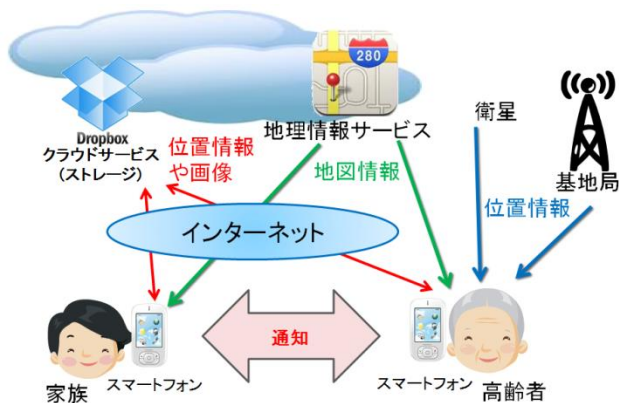 280
Dropbox
クラウドサービス
(ストレージ)
地理情報サービス
衛星
基地局
位置情報
や画像
地図情報
位置情報
インターネット
通知
家族
スマートフォン
スマートフォン
高齢者